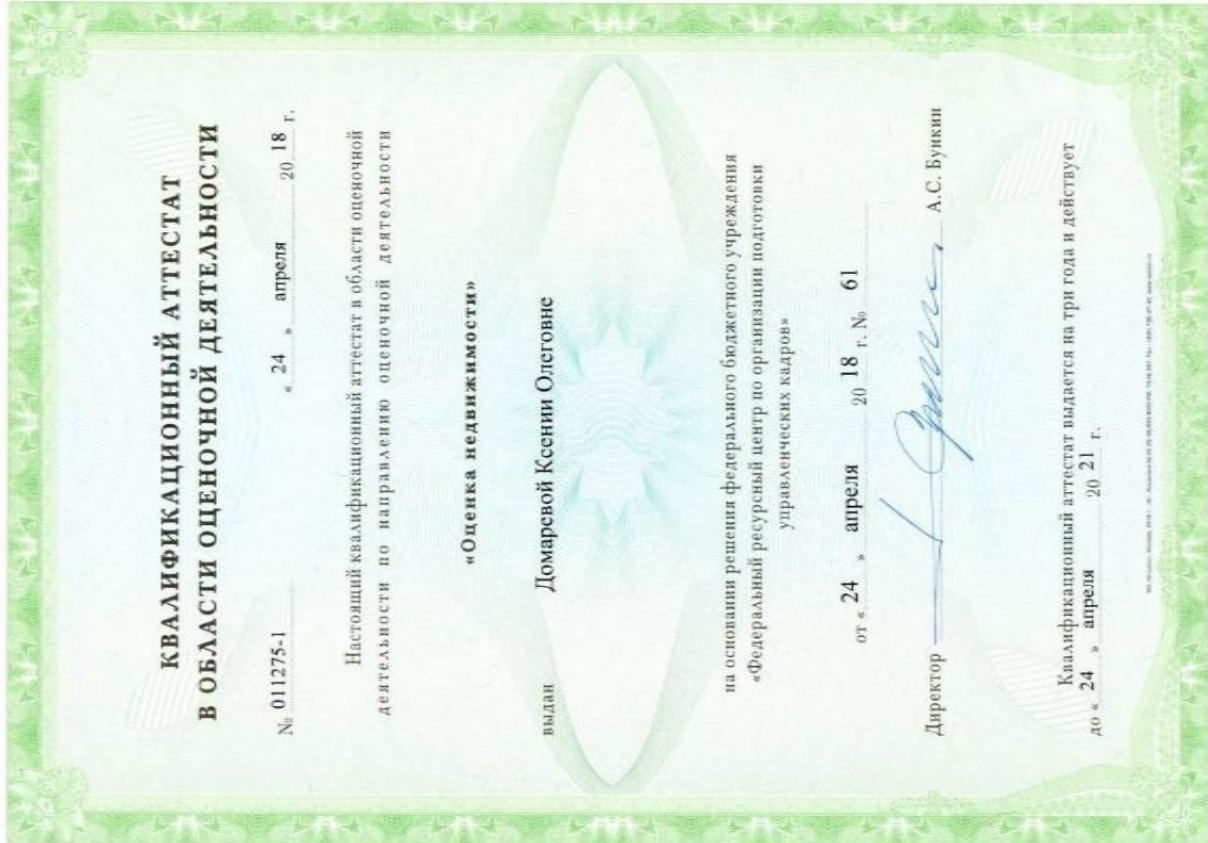 КВАЛИФИКАЦИОННЫЙ АТТЕСТАТ
В ОБЛАСТИ ОЦЕНОЧНОЙ ДЕЯТЕЛЬНОСТИ
№ 011275-1 « 24 » апреля 20 18 г.
Настоящий квалификационный аттестат в области оценочной
деятельности по направлению оценочной деятельности
«Оценка недвижимости»
выдан Домаревой Ксении Олеговне
на основании решения федерального бюджетного учреждения
«Федеральный ресурсный центр по организации подготовки
управленческих кадров»
от « 24 » апреля 20 18 г. № 61
Директор А.С. Бункин
Квалификационный аттестат выдается на три года и действует
до « 24 » апреля 20 21 г.